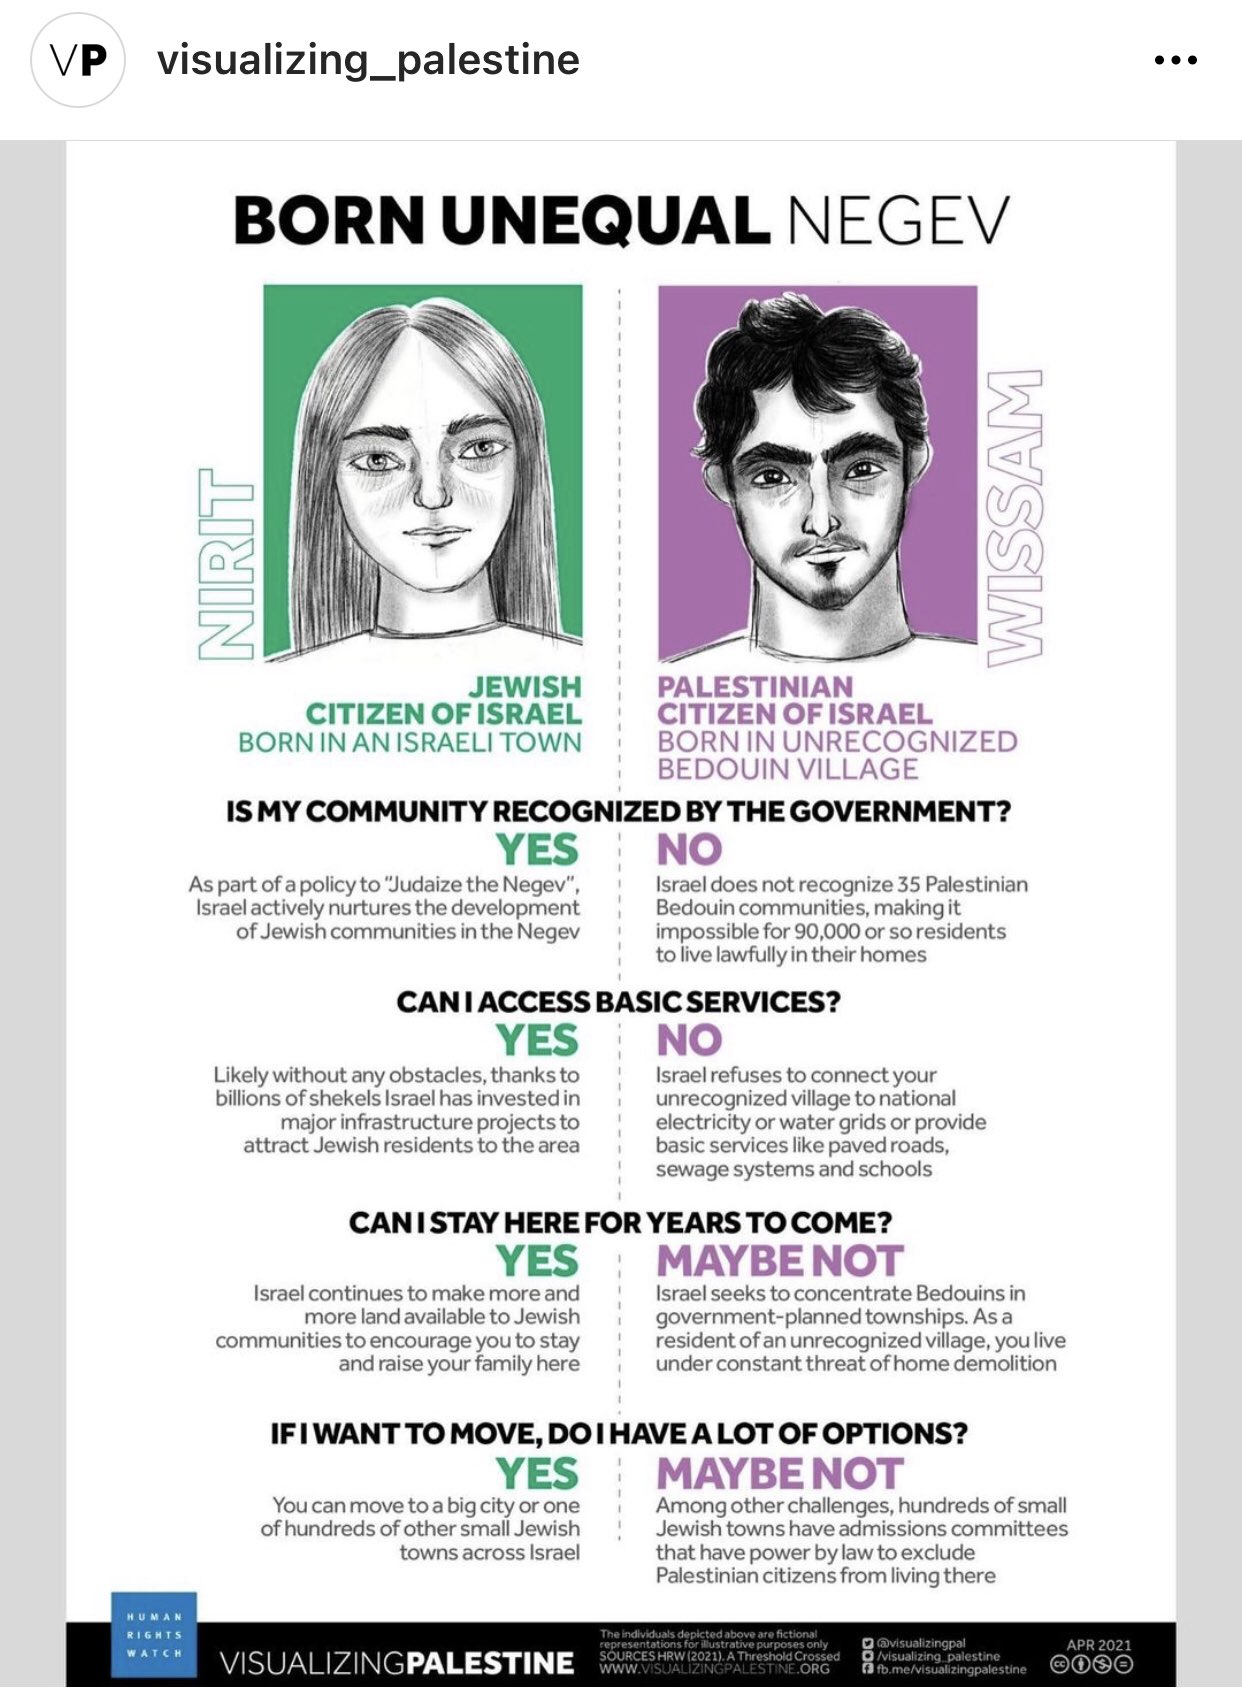 VP visualizing_palestine
BORN UNEQUAL NEGEV
NIRIT
WISSAM
JEWISH
CITIZEN OF ISRAEL
BORN IN AN ISRAELI TOWN
PALESTINIAN
CITIZEN OF ISRAEL
BORN IN UNRECOGNIZED
BEDOUIN VILLAGE
IS MY COMMUNITY RECOGNIZED BY THE GOVERNMENT?
YES
As part of a policy to “Judaize the Negev”,
Israel actively nurtures the development
of Jewish communities in the Negev
NO
Israel does not recognize 35 Palestinian
Bedouin communities, making it
impossible for 90,000 or so residents
to live lawfully in their homes
CAN I ACCESS BASIC SERVICES?
YES
Likely without any obstacles, thanks to
billions of shekels Israel has invested in
major infrastructure projects to
attract Jewish residents to the area
NO
Israel refuses to connect your
unrecognized village to national
electricity or water grids or provide
basic services like paved roads,
sewage systems and schools
CAN I STAY HERE FOR YEARS TO COME?
YES
Israel continues to make more and
more land available to Jewish
communities to encourage you to stay
and raise your family here
MAYBE NOT
Israel seeks to concentrate Bedouins in
government-planned townships. As a
resident of an unrecognized village, you live
under constant threat of home demolition
IF I WANT TO MOVE, DO I HAVE A LOT OF OPTIONS?
YES
You can move to a big city or one
of hundreds of other small Jewish
towns across Israel
MAYBE NOT
Among other challenges, hundreds of small
Jewish towns have admissions committees
that have power by law to exclude
Palestinian citizens from living there
HUMAN
RIGHTS
WATCH
VISUALIZINGPALESTINE
The individuals depicted above are fictional
representations for illustrative purposes only
SOURCES HRW (2021). A Threshold Crossed
WWW.VISUALIZINGPALESTINE.ORG
@visualizingpal
/visualizing_palestine
fb.me/visualizingpalestine
APR 2021